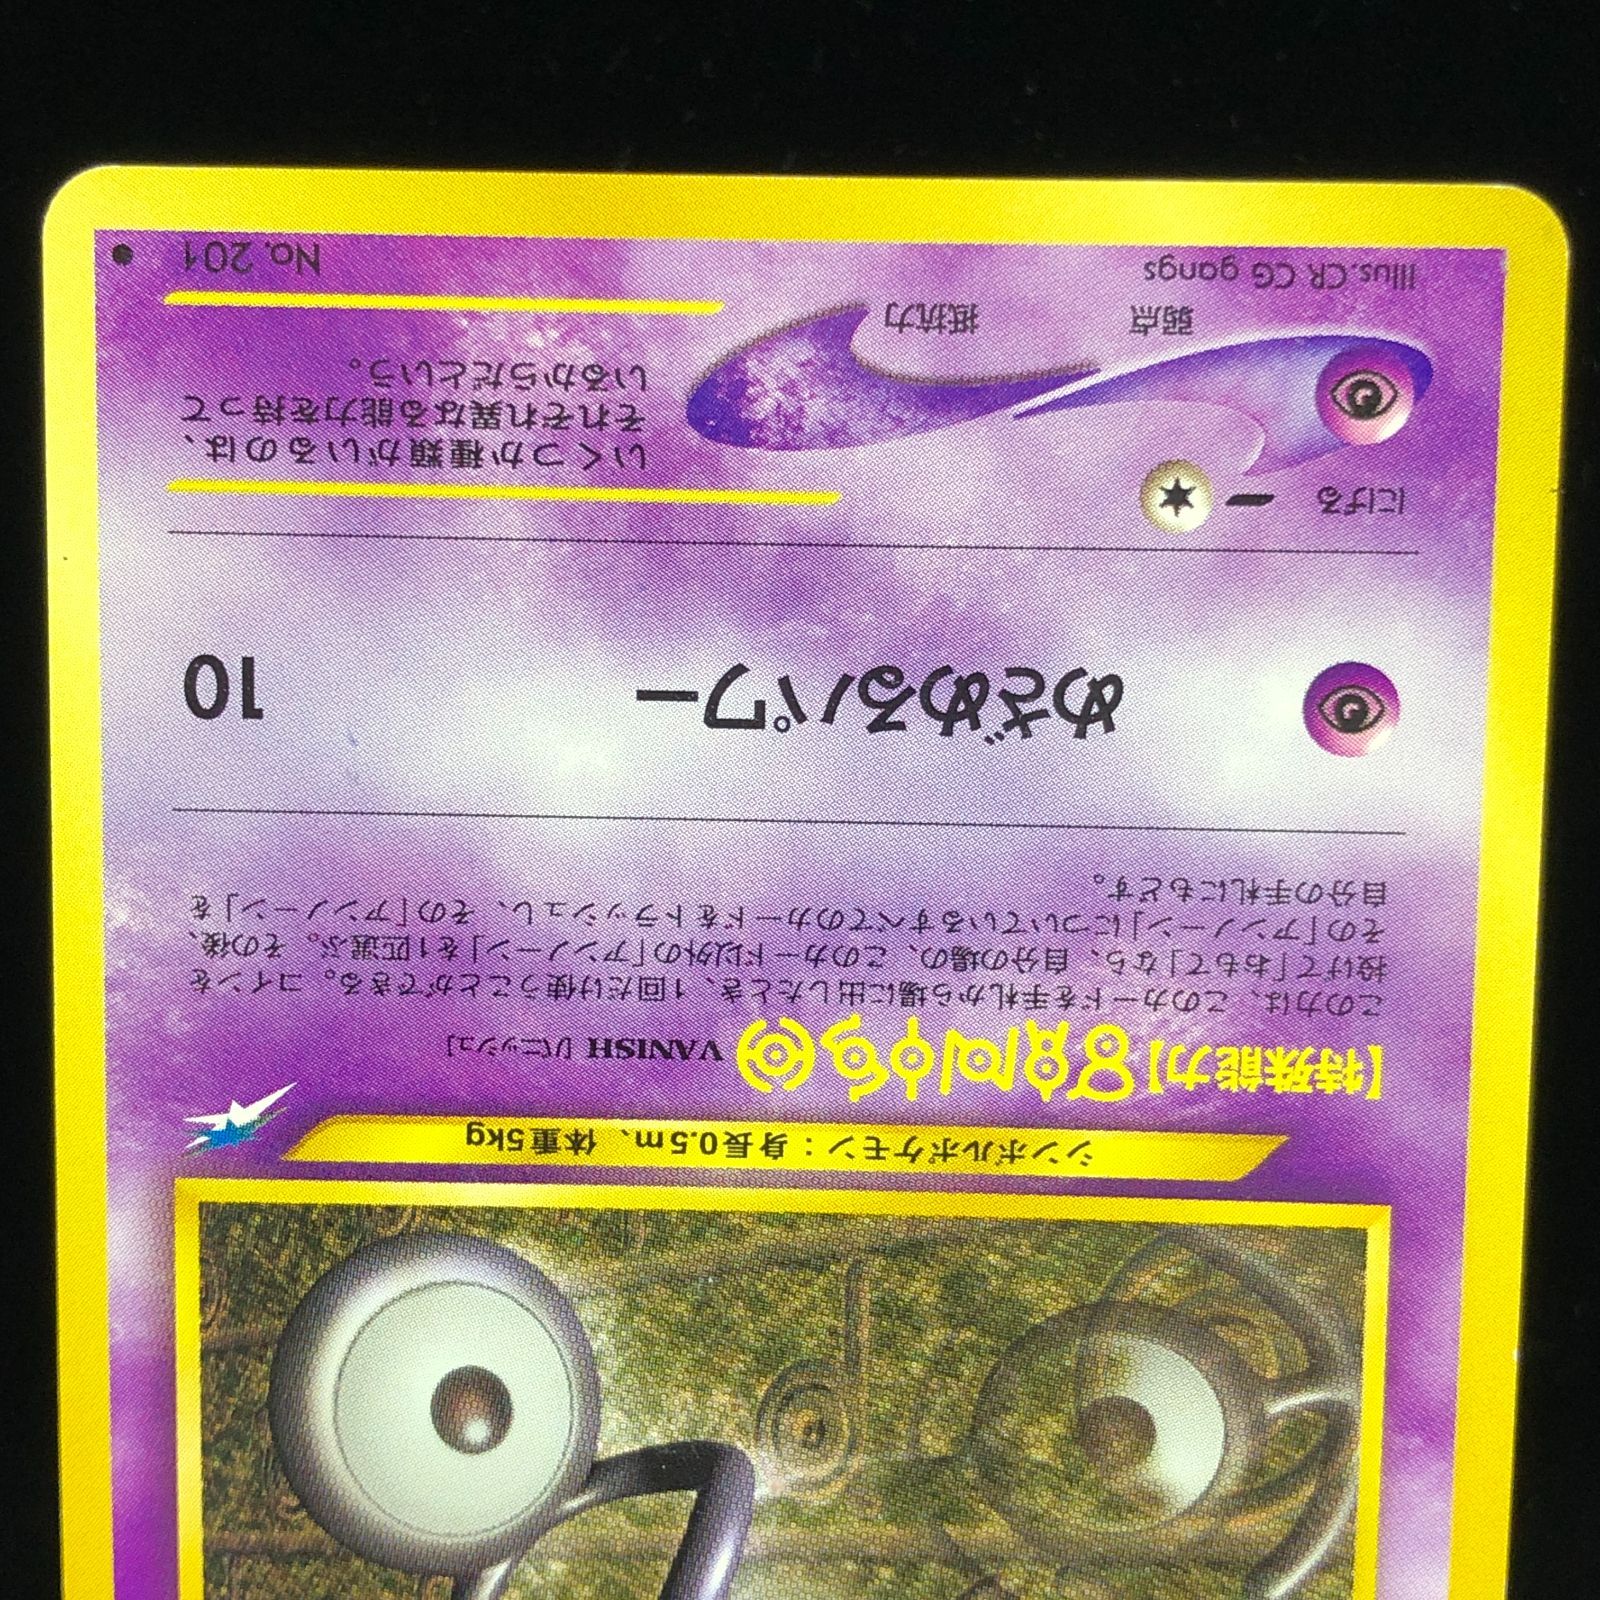 シンボルポケモン：身長0.5m、体重5kg
【特殊能力】 VANISH [バニッシュ]
この力は、このカードを手札から場に出したとき、1回だけ使うことができる。コインを
投げて「おもて」なら、自分の場の、このカード以外の「アンノーン」を1匹選ぶ。その後、
その「アンノーン」についているすべてのカードをトラッシュし、その「アンノーン」を
自分の手札にもどす。
めざめるパワー 10
にげる
いくつか種類がいるのは、
それぞれ異なる能力を持って
いるからだという。
弱点 抵抗力
Illus.CR CG gangs
No. 201